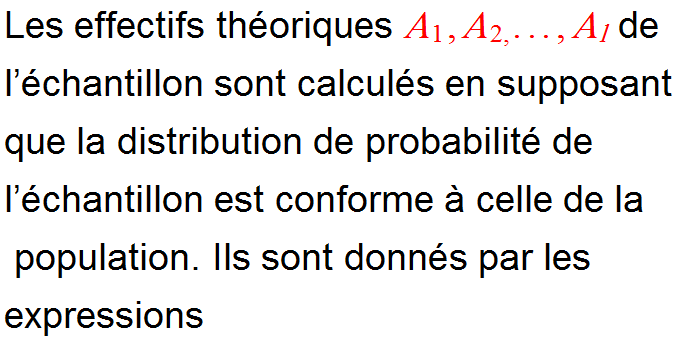 Les effectifs théoriques A₁, A₂,…, A_l de
l’échantillon sont calculés en supposant
que la distribution de probabilité de
l’échantillon est conforme à celle de la
population. Ils sont donnés par les
expressions